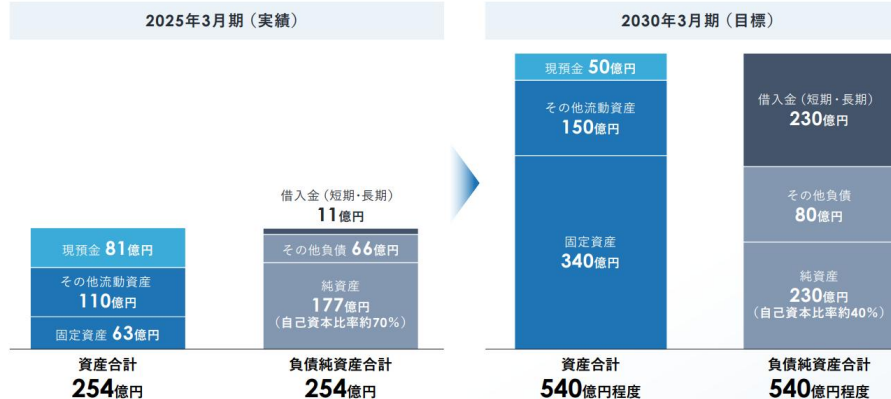 2025年3月期（実績）
現預金 81億円
その他流動資産
110億円
固定資産 63億円
資産合計
254億円
借入金（短期・長期）
11億円
その他負債 66億円
純資産
177億円
（自己資本比率約70%）
負債純資産合計
254億円
2030年3月期（目標）
現預金 50億円
その他流動資産
150億円
固定資産
340億円
資産合計
540億円程度
借入金（短期・長期）
230億円
その他負債
80億円
純資産
230億円
（自己資本比率約40%）
負債純資産合計
540億円程度